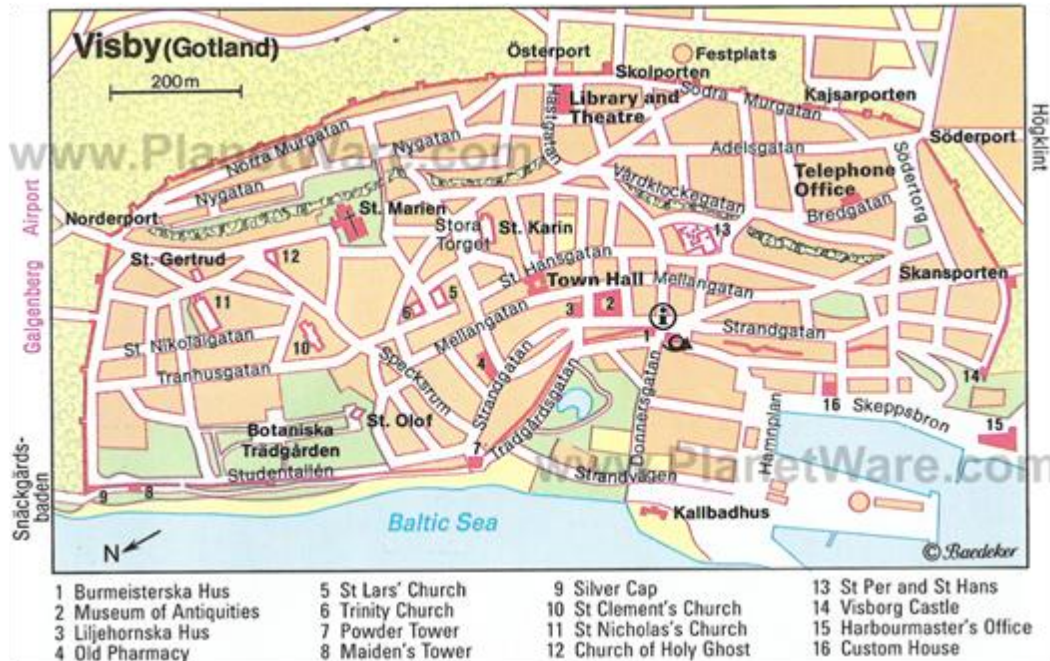 Visby (Gotland)
200 m
Österport
Festplats
Skolporten
Kajsarporten
Söderport
Högklint
Library and
Theatre
Hästgatan
Södra Murgatan
Norra Murgatan
Nygatan
Nygatan
Adelsgatan
Södertorg
www.PlanetWare.com
Telephone
Office
Vårdklockegatan
Bredgatan
Airport
Galgenberg
Norderport
St. Marien
Stora
Torget
St. Karin
13
St. Gertrud
12
St. Hansgatan
Town Hall
Mellangatan
Skansporten
11
5
6
3
2
i
1
St. Nikolaigatan
10
Mellangatan
Strandgatan
Tranhusgatan
Specksrum
4
Strandgatan
Trädgårdsgatan
Donnersgatan
Hamnplan
16
Skeppsbron
14
15
St. Olof
Botaniska
Trädgården
Studentallén
7
Strandvägen
www.PlanetWare.com
Snäckgärds-
baden
9
8
Kallbadhus
Baltic Sea
N
© Baedeker
1 Burmeisterska Hus
2 Museum of Antiquities
3 Liljehornska Hus
4 Old Pharmacy
5 St Lars' Church
6 Trinity Church
7 Powder Tower
8 Maiden's Tower
9 Silver Cap
10 St Clement's Church
11 St Nicholas's Church
12 Church of Holy Ghost
13 St Per and St Hans
14 Visborg Castle
15 Harbourmaster's Office
16 Custom House